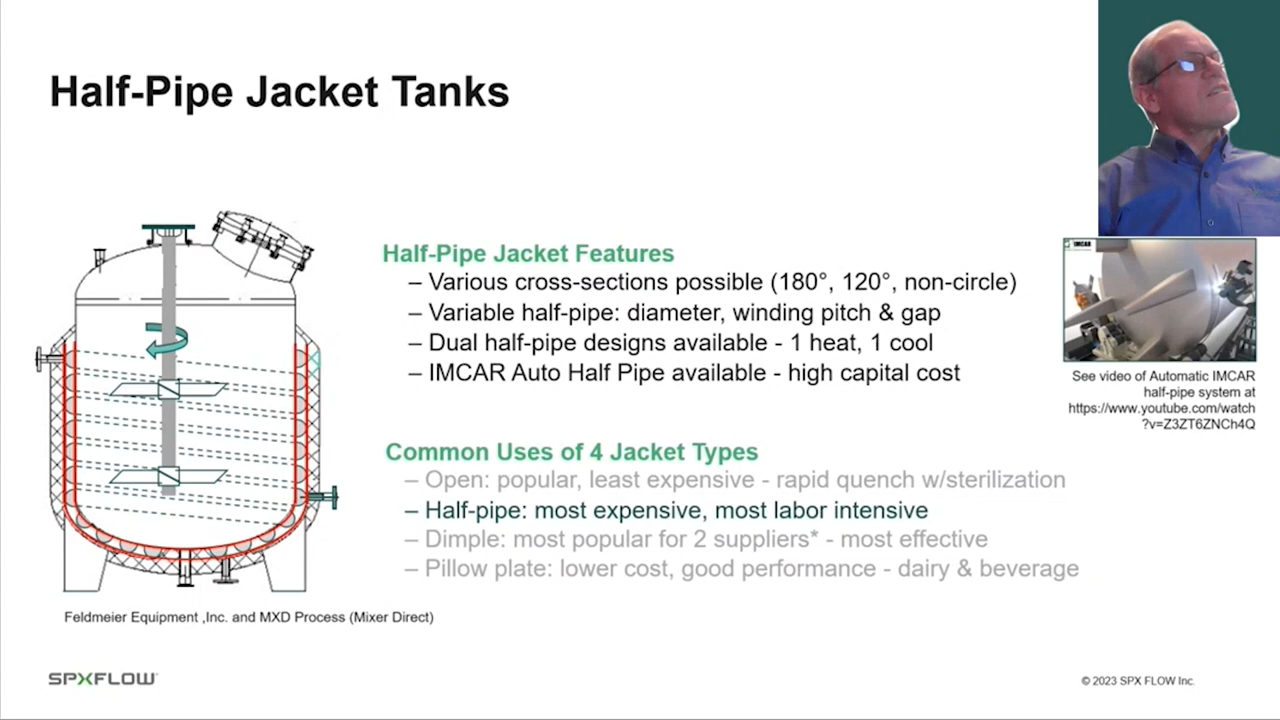 Half-Pipe Jacket Tanks
Half-Pipe Jacket Features
– Various cross-sections possible (180°, 120°, non-circle)
– Variable half-pipe: diameter, winding pitch & gap
– Dual half-pipe designs available - 1 heat, 1 cool
– IMCAR Auto Half Pipe available - high capital cost
IMCAR
See video of Automatic IMCAR
half-pipe system at
https://www.youtube.com/watch
?v=Z3ZT6ZNCh4Q
Common Uses of 4 Jacket Types
– Open: popular, least expensive - rapid quench w/sterilization
– Half-pipe: most expensive, most labor intensive
– Dimple: most popular for 2 suppliers* - most effective
– Pillow plate: lower cost, good performance - dairy & beverage
Feldmeier Equipment ,Inc. and MXD Process (Mixer Direct)
SPXFLOW
© 2023 SPX FLOW Inc.